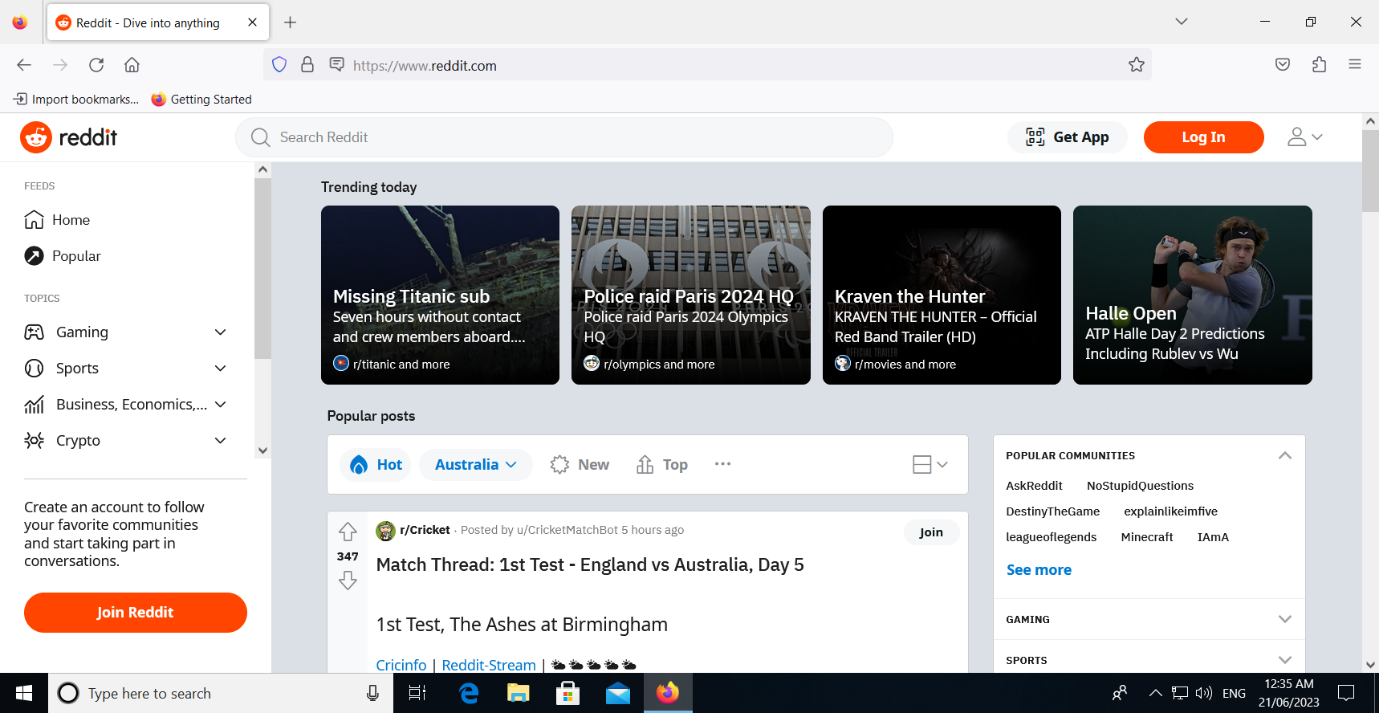 Reddit - Dive into anything
https://www.reddit.com
Import bookmarks...
Getting Started
reddit
Search Reddit
Get App
Log In
FEEDS
Home
Popular
TOPICS
Gaming
Sports
Business, Economics,...
Crypto
Create an account to follow
your favorite communities
and start taking part in
conversations.
Join Reddit
Trending today
Missing Titanic sub
Seven hours without contact
and crew members aboard....
r/titanic and more
Police raid Paris 2024 HQ
Police raid Paris 2024 Olympics
HQ
r/olympics and more
Kraven the Hunter
KRAVEN THE HUNTER – Official
Red Band Trailer (HD)
r/movies and more
Halle Open
ATP Halle Day 2 Predictions
Including Rublev vs Wu
Popular posts
Hot
Australia
New
Top
347
r/Cricket · Posted by u/CricketMatchBot 5 hours ago
Join
Match Thread: 1st Test - England vs Australia, Day 5
1st Test, The Ashes at Birmingham
Cricinfo | Reddit-Stream |
POPULAR COMMUNITIES
AskReddit NoStupidQuestions
DestinyTheGame explainlikeimfive
leagueoflegends Minecraft IAmA
See more
GAMING
SPORTS
Type here to search
ENG
12:35 AM
21/06/2023